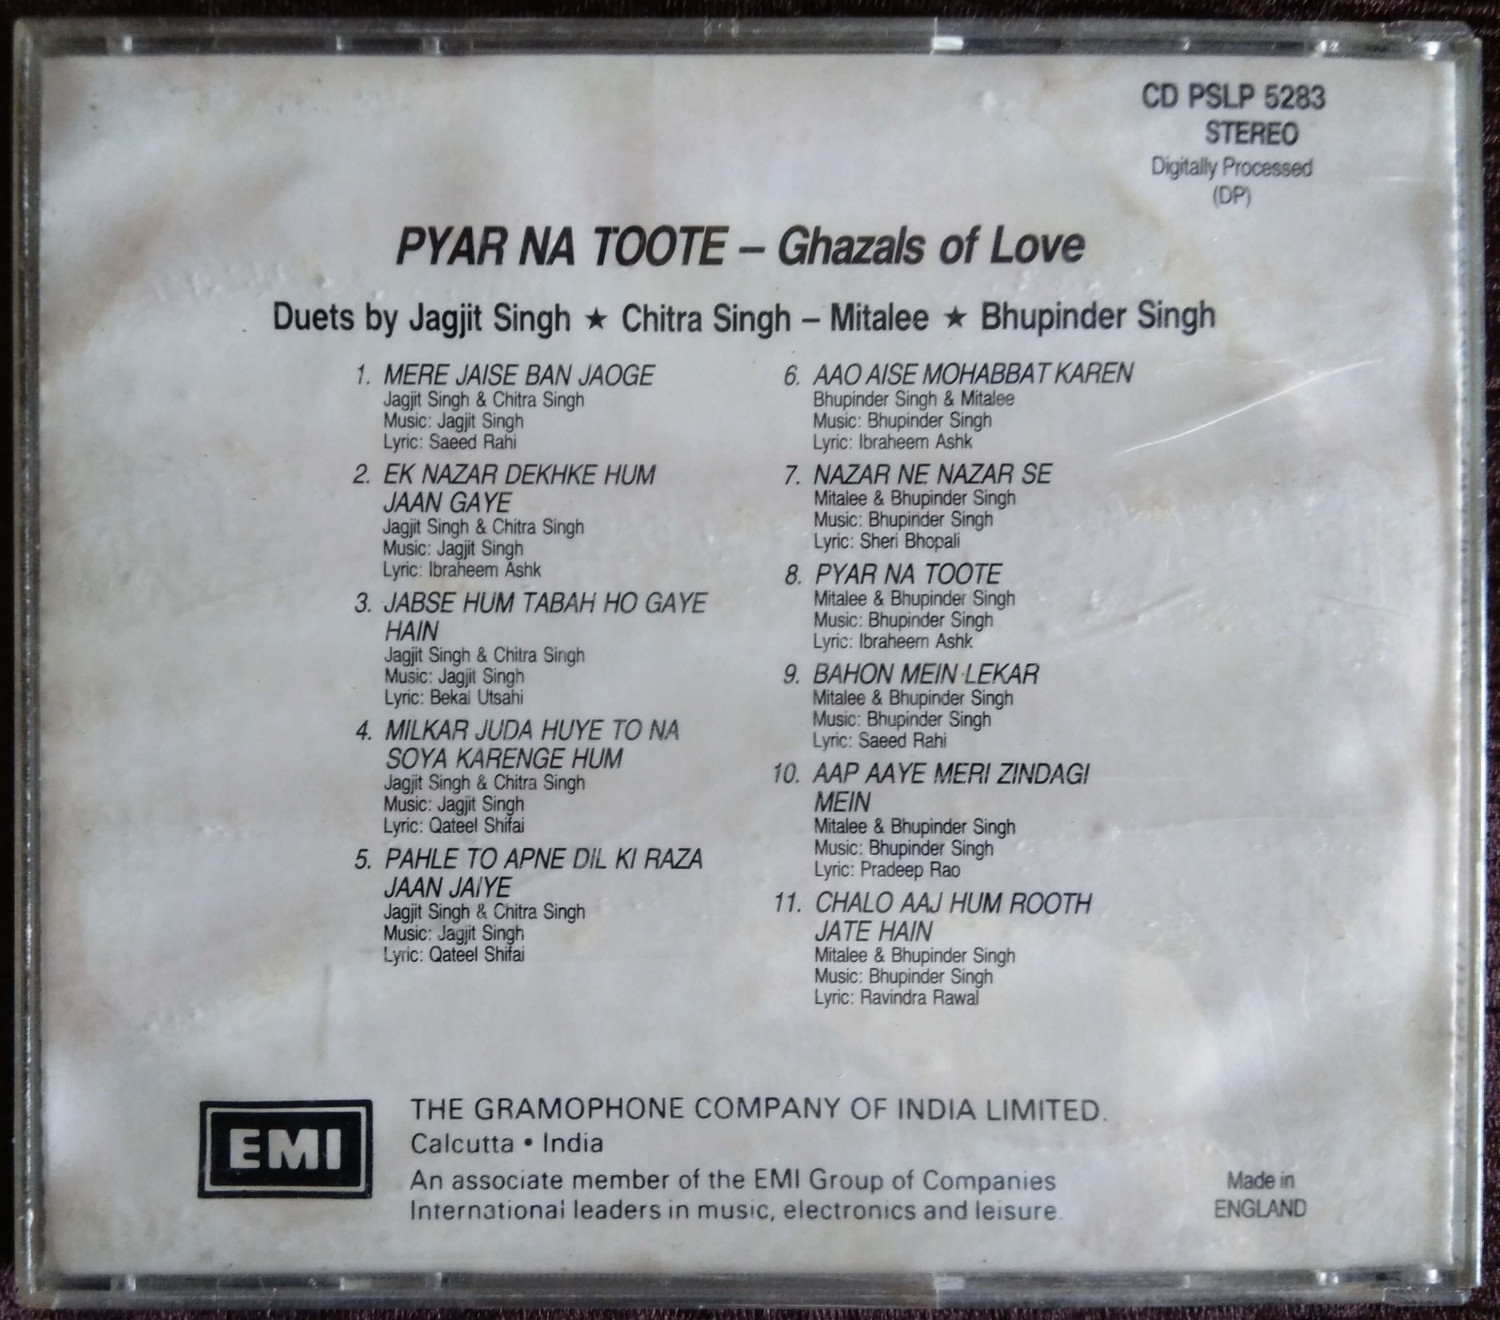 CD PSLP 5283
STEREO
Digitally Processed
(DP)
PYAR NA TOOTE – Ghazals of Love
Duets by Jagjit Singh ★ Chitra Singh – Mitalee ★ Bhupinder Singh
1. MERE JAISE BAN JAOGE
Jagjit Singh & Chitra Singh
Music: Jagjit Singh
Lyric: Saeed Rahi
2. EK NAZAR DEKHKE HUM
JAAN GAYE
Jagjit Singh & Chitra Singh
Music: Jagjit Singh
Lyric: Ibraheem Ashk
3. JABSE HUM TABAH HO GAYE
HAIN
Jagjit Singh & Chitra Singh
Music: Jagjit Singh
Lyric: Bekal Utsahi
4. MILKAR JUDA HUYE TO NA
SOYA KARENGE HUM
Jagjit Singh & Chitra Singh
Music: Jagjit Singh
Lyric: Qateel Shifai
5. PAHLE TO APNE DIL KI RAZA
JAAN JAIYE
Jagjit Singh & Chitra Singh
Music: Jagjit Singh
Lyric: Qateel Shifai
6. AAO AISE MOHABBAT KAREN
Bhupinder Singh & Mitalee
Music: Bhupinder Singh
Lyric: Ibraheem Ashk
7. NAZAR NE NAZAR SE
Mitalee & Bhupinder Singh
Music: Bhupinder Singh
Lyric: Sheri Bhopali
8. PYAR NA TOOTE
Mitalee & Bhupinder Singh
Music: Bhupinder Singh
Lyric: Ibraheem Ashk
9. BAHON MEIN LEKAR
Mitalee & Bhupinder Singh
Music: Bhupinder Singh
Lyric: Saeed Rahi
10. AAP AAYE MERI ZINDAGI
MEIN
Mitalee & Bhupinder Singh
Music: Bhupinder Singh
Lyric: Pradeep Rao
11. CHALO AAJ HUM ROOTH
JATE HAIN
Mitalee & Bhupinder Singh
Music: Bhupinder Singh
Lyric: Ravindra Rawal
EMI
THE GRAMOPHONE COMPANY OF INDIA LIMITED.
Calcutta • India
An associate member of the EMI Group of Companies
International leaders in music, electronics and leisure.
Made in
ENGLAND